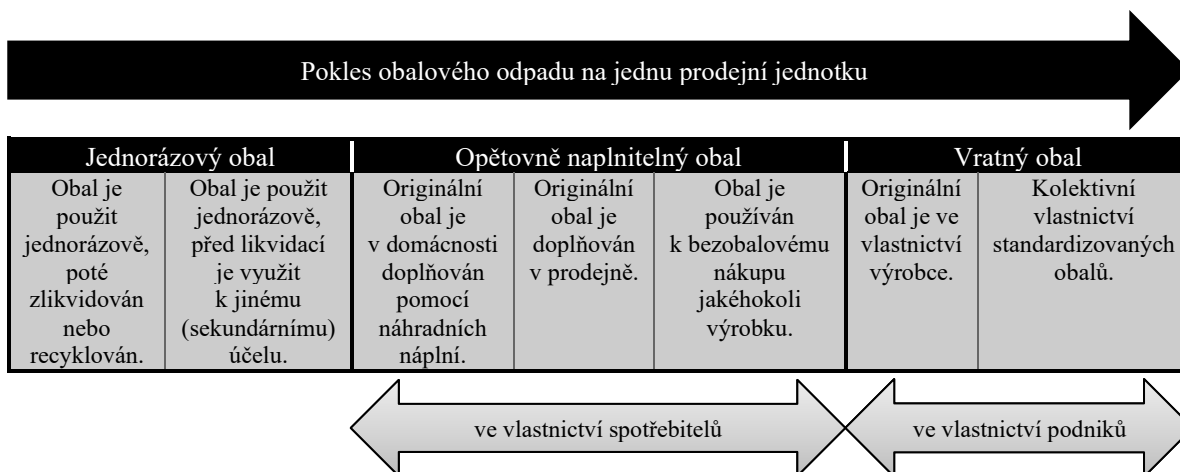 Pokles obalového odpadu na jednu prodejní jednotku
Jednorázový obal
Opětovně naplnitelný obal
Vratný obal
Obal je
použit
jednorázově,
poté
zlikvidován
nebo
recyklován.
Obal je použit
jednorázově,
před likvidací
je využit
k jinému
(sekundárnímu)
účelu.
Originální
obal je
v domácnosti
doplňován
pomocí
náhradních
náplní.
Originální
obal je
doplňován
v prodejně.
Obal je
používán
k bezobalovému
nákupu
jakéhokoli
výrobku.
Originální
obal je ve
vlastnictví
výrobce.
Kolektivní
vlastnictví
standardizovaných
obalů.
ve vlastnictví spotřebitelů
ve vlastnictví podniků